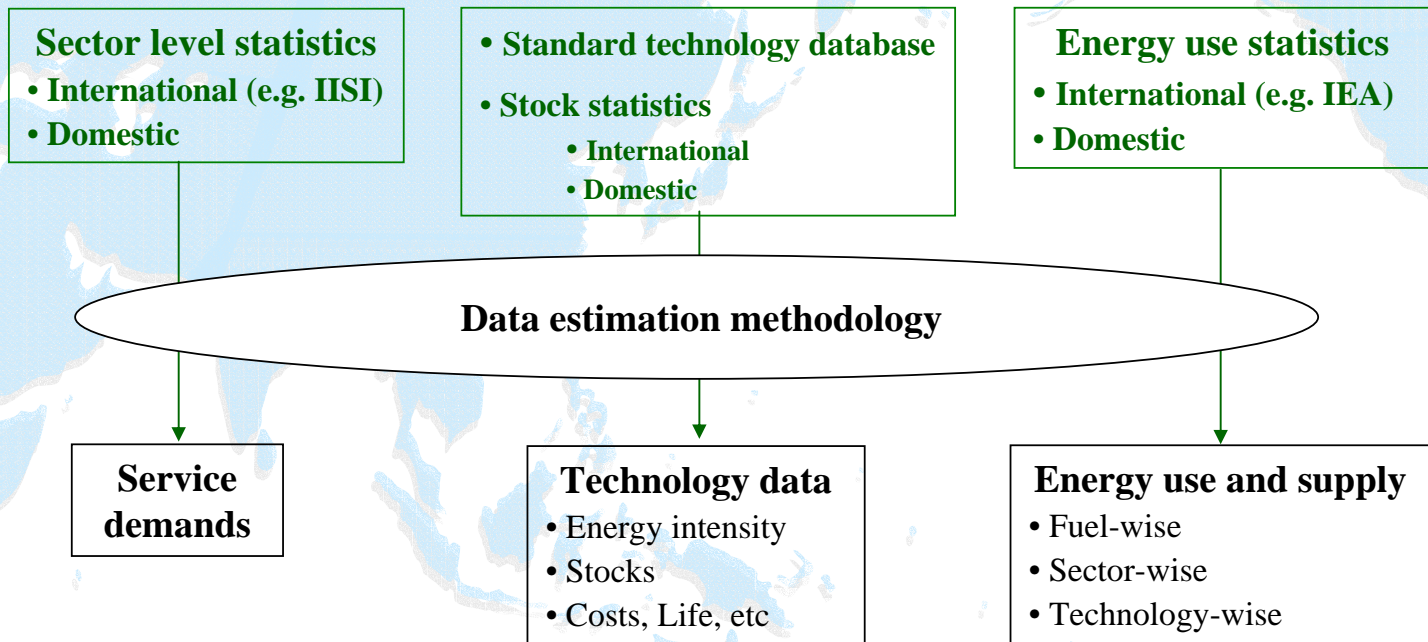 Sector level statistics
• International (e.g. IISI)
• Domestic
• Standard technology database
• Stock statistics
• International
• Domestic
Energy use statistics
• International (e.g. IEA)
• Domestic
Data estimation methodology
Service
demands
Technology data
• Energy intensity
• Stocks
• Costs, Life, etc
Energy use and supply
• Fuel-wise
• Sector-wise
• Technology-wise